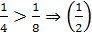 1/4 > 1/8 ⇒ (1/2)